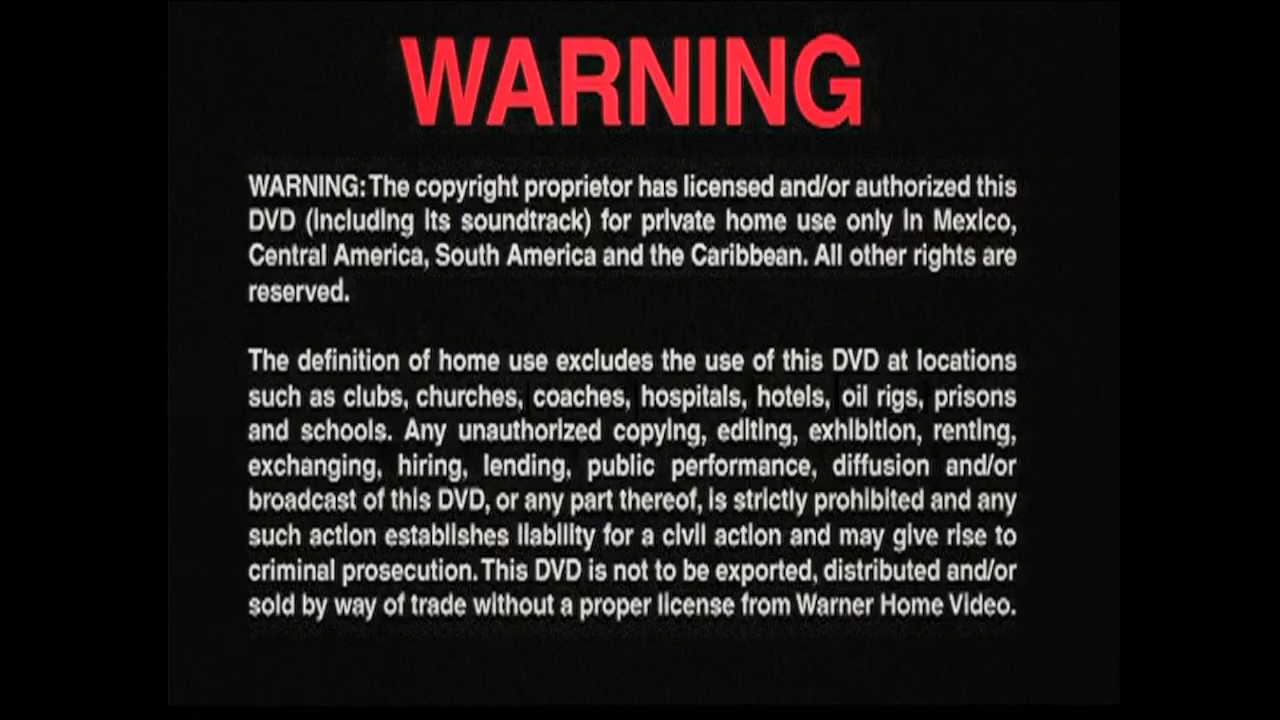 WARNING
WARNING: The copyright proprietor has licensed and/or authorized this
DVD (including its soundtrack) for private home use only in Mexico,
Central America, South America and the Caribbean. All other rights are
reserved.
The definition of home use excludes the use of this DVD at locations
such as clubs, churches, coaches, hospitals, hotels, oil rigs, prisons
and schools. Any unauthorized copying, editing, exhibition, renting,
exchanging, hiring, lending, public performance, diffusion and/or
broadcast of this DVD, or any part thereof, is strictly prohibited and any
such action establishes liability for a civil action and may give rise to
criminal prosecution. This DVD is not to be exported, distributed and/or
sold by way of trade without a proper license from Warner Home Video.